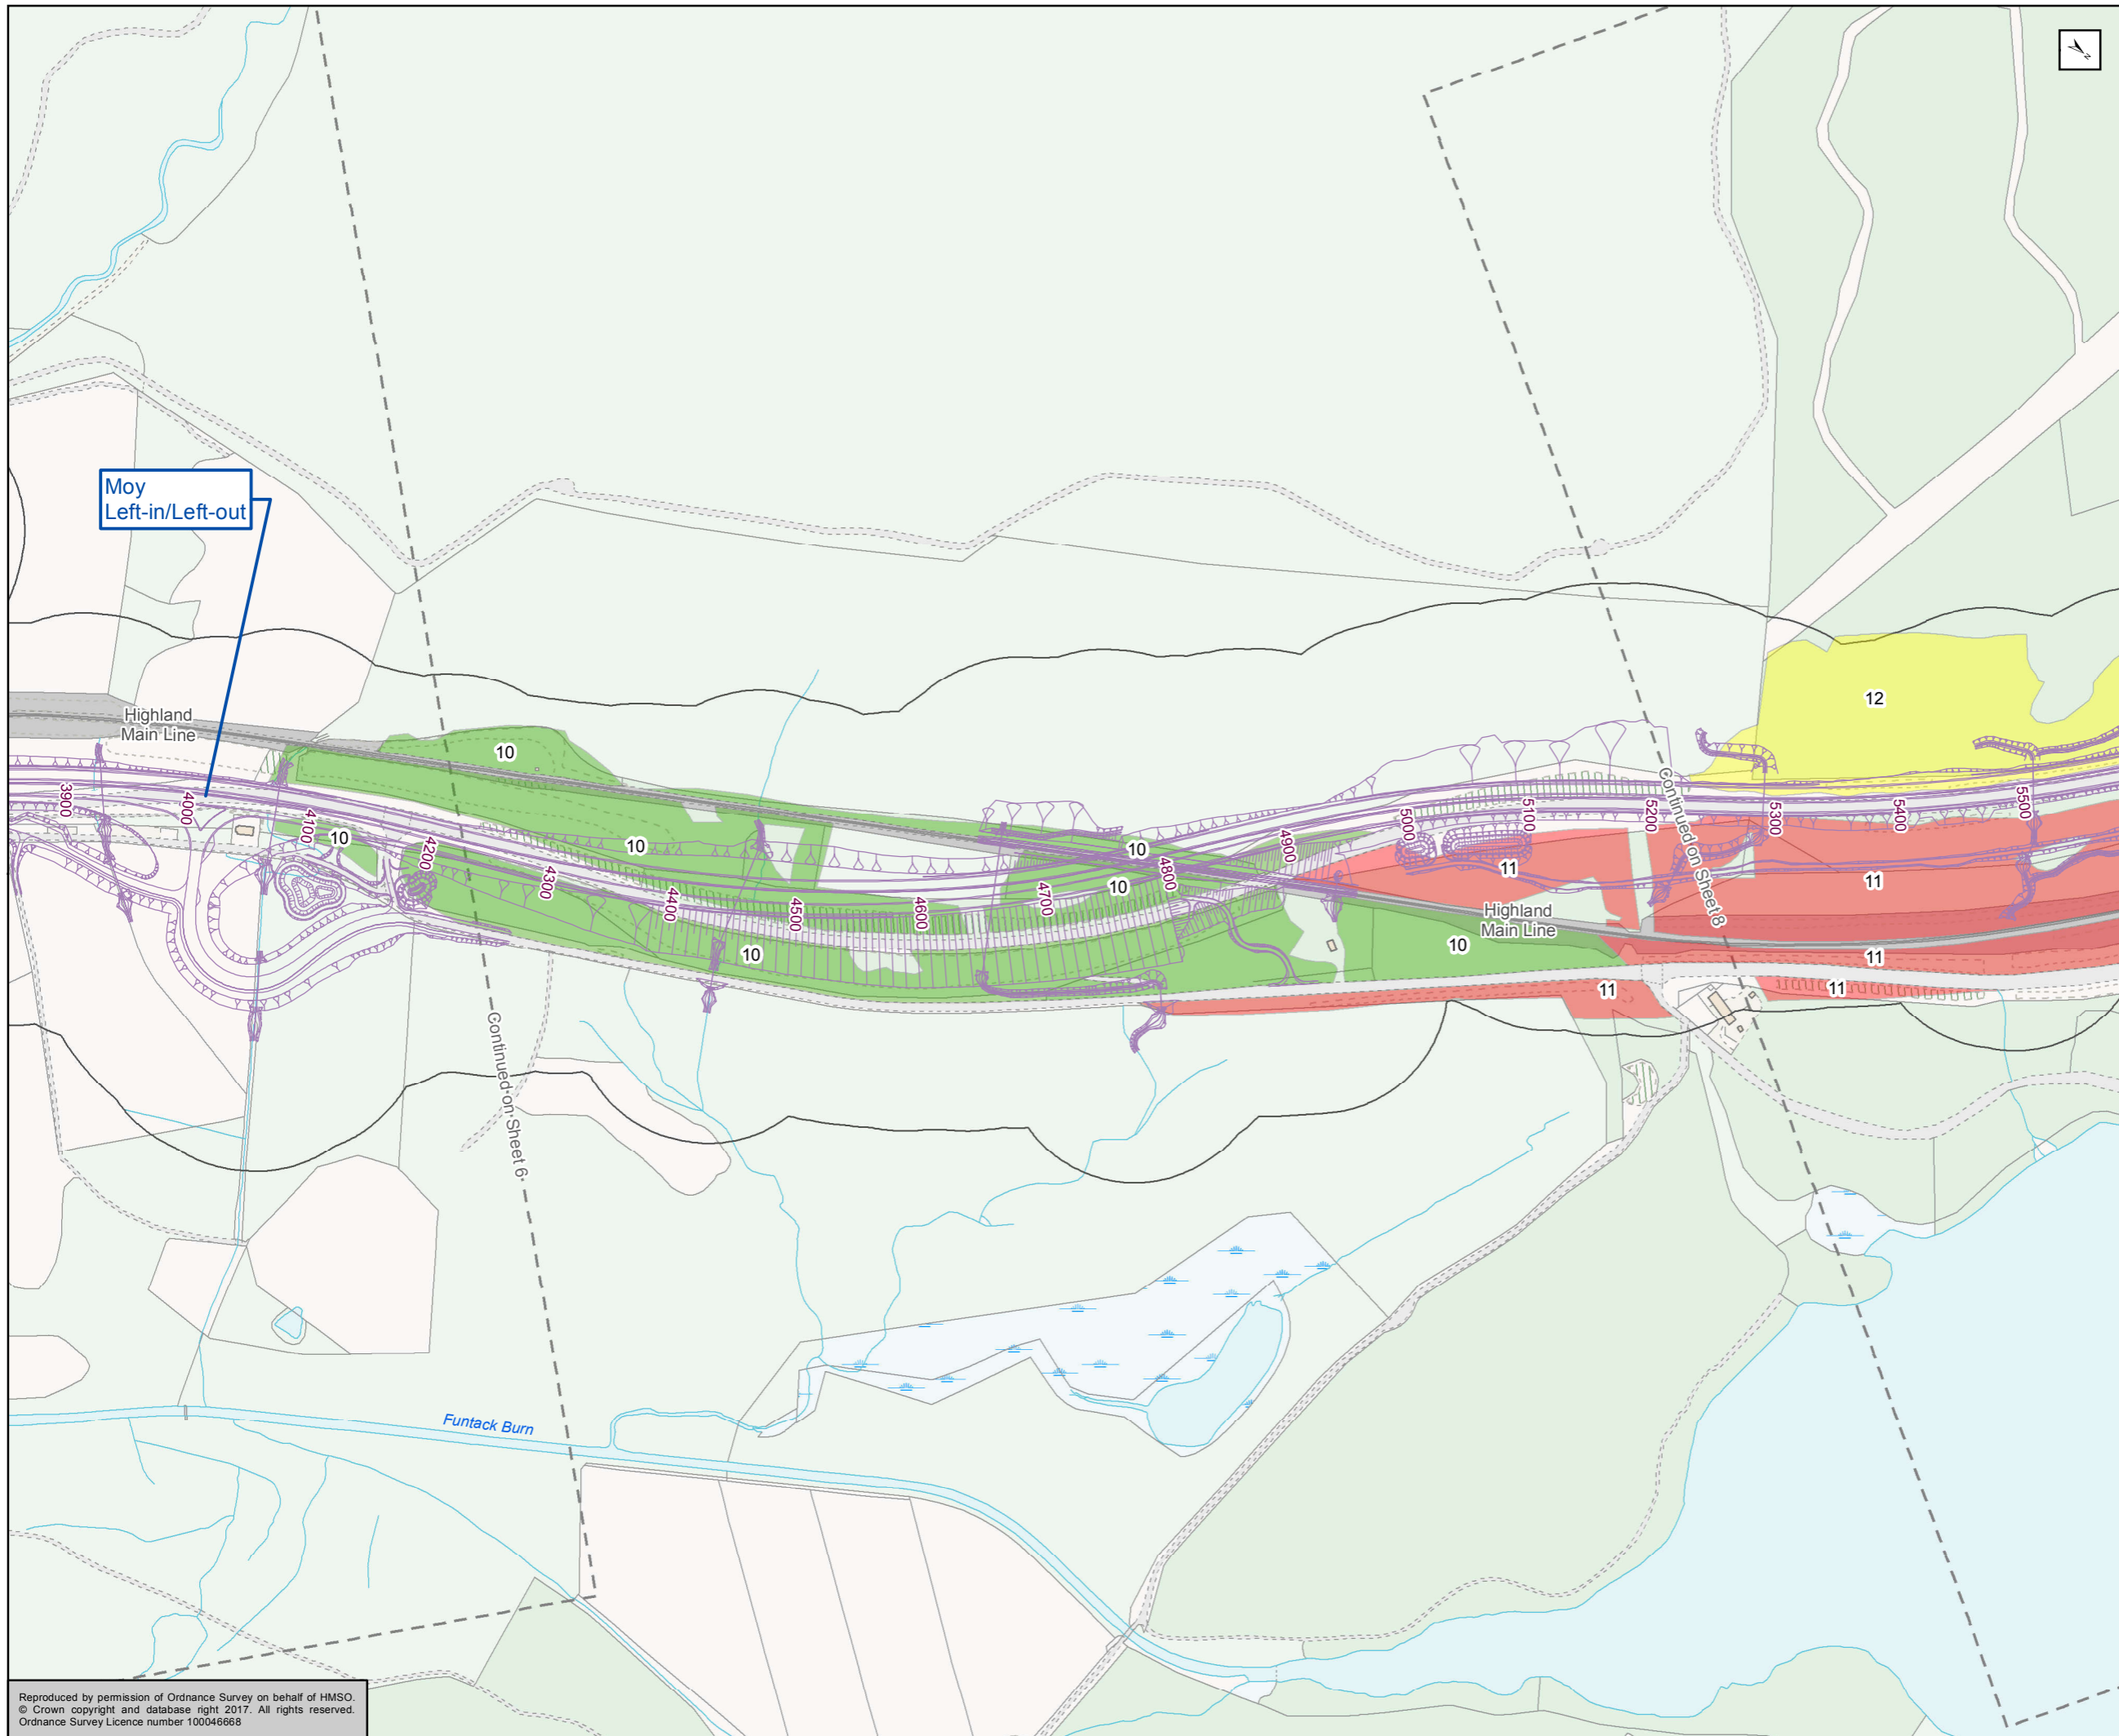 N
Moy
Left-in/Left-out
12
Highland
Main Line
10
3900
4000
4100
10
4200
10
4300
4400
4500
4600
4700
10
10
4800
4900
5000
5100
5200
5300
5400
5500
11
11
10
Highland
Main Line
10
11
11
11
Continued on Sheet 8
Continued on Sheet 6
Funtack Burn
Reproduced by permission of Ordnance Survey on behalf of HMSO.
© Crown copyright and database right 2017. All rights reserved.
Ordnance Survey Licence number 100046668